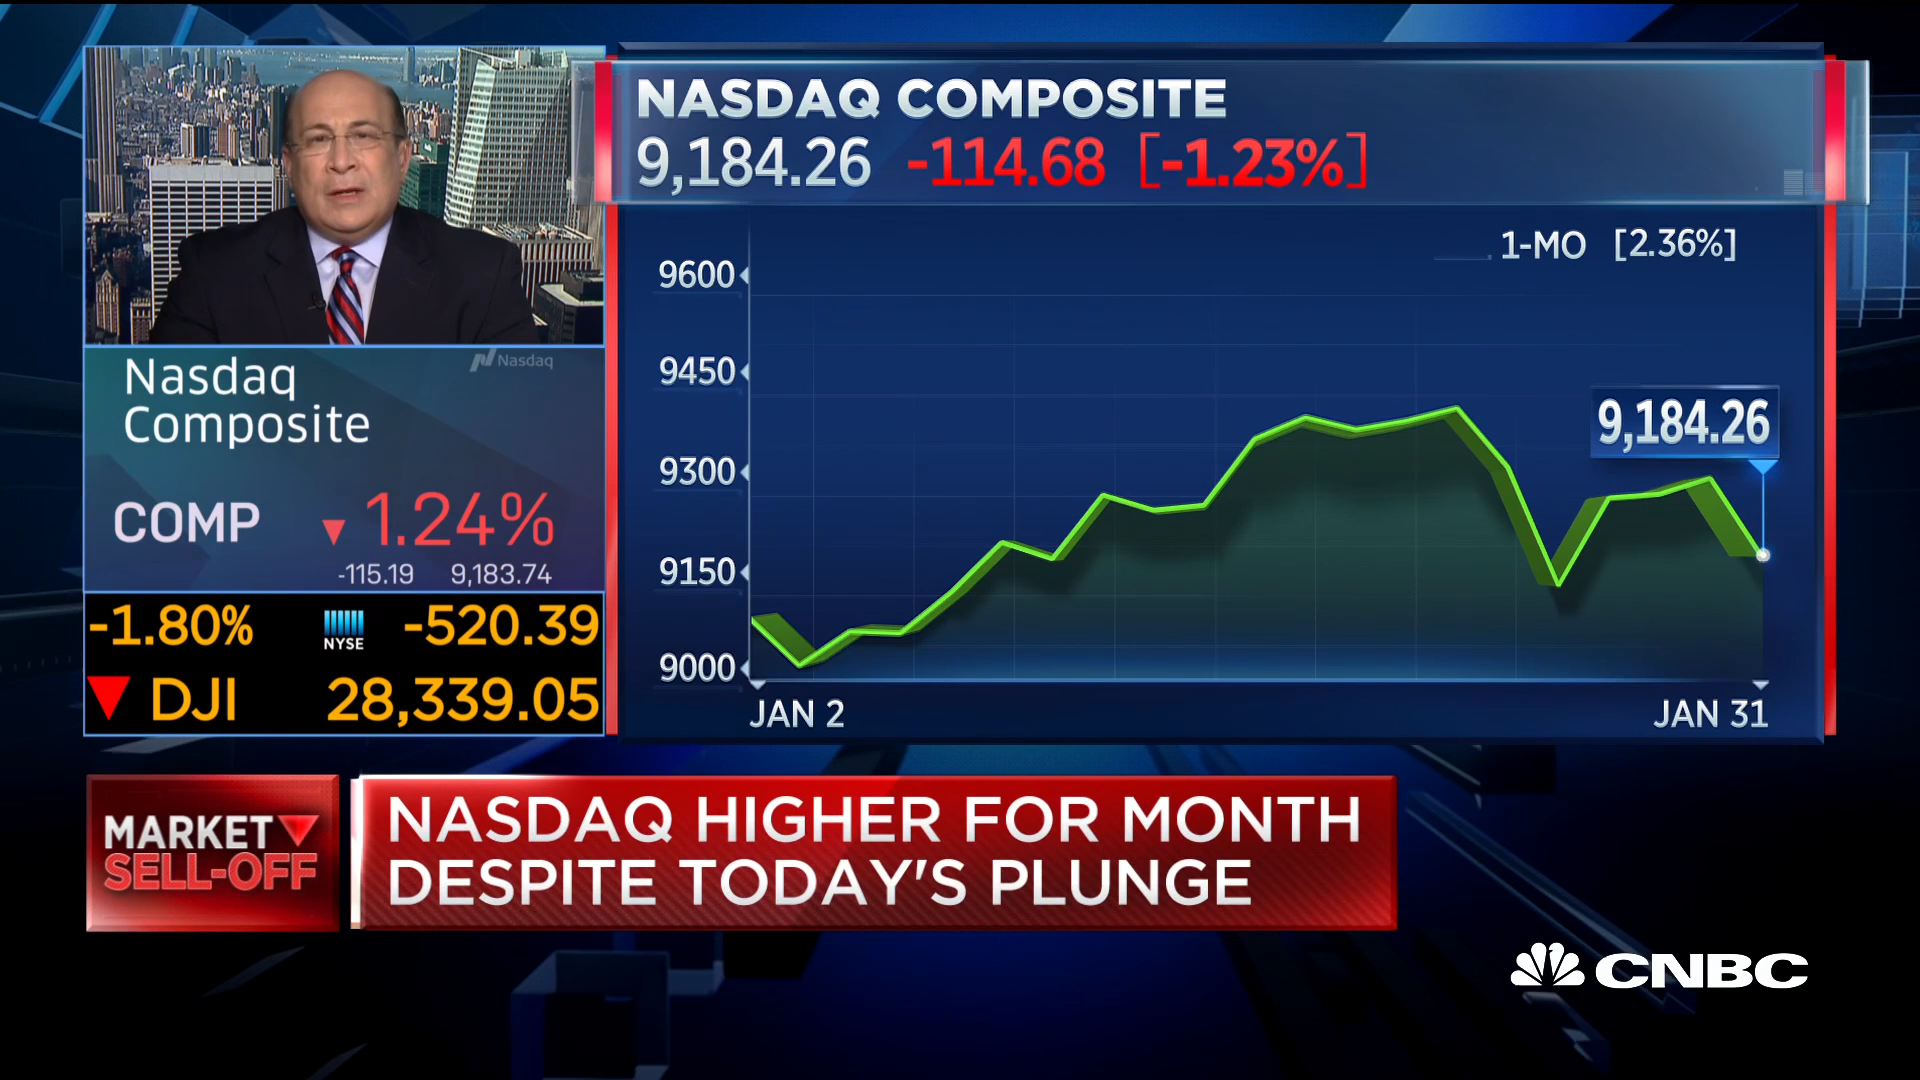 NASDAQ COMPOSITE
9,184.26 -114.68 [-1.23%]
1-MO [2.36%]
9600
9450
9300
9150
9000
9,184.26
JAN 2
JAN 31
Nasdaq
Nasdaq
Composite
COMP ▼ 1.24%
-115.19 9,183.74
-1.80% NYSE -520.39
▼ DJI 28,339.05
MARKET▼
SELL-OFF
NASDAQ HIGHER FOR MONTH
DESPITE TODAY'S PLUNGE
CNBC